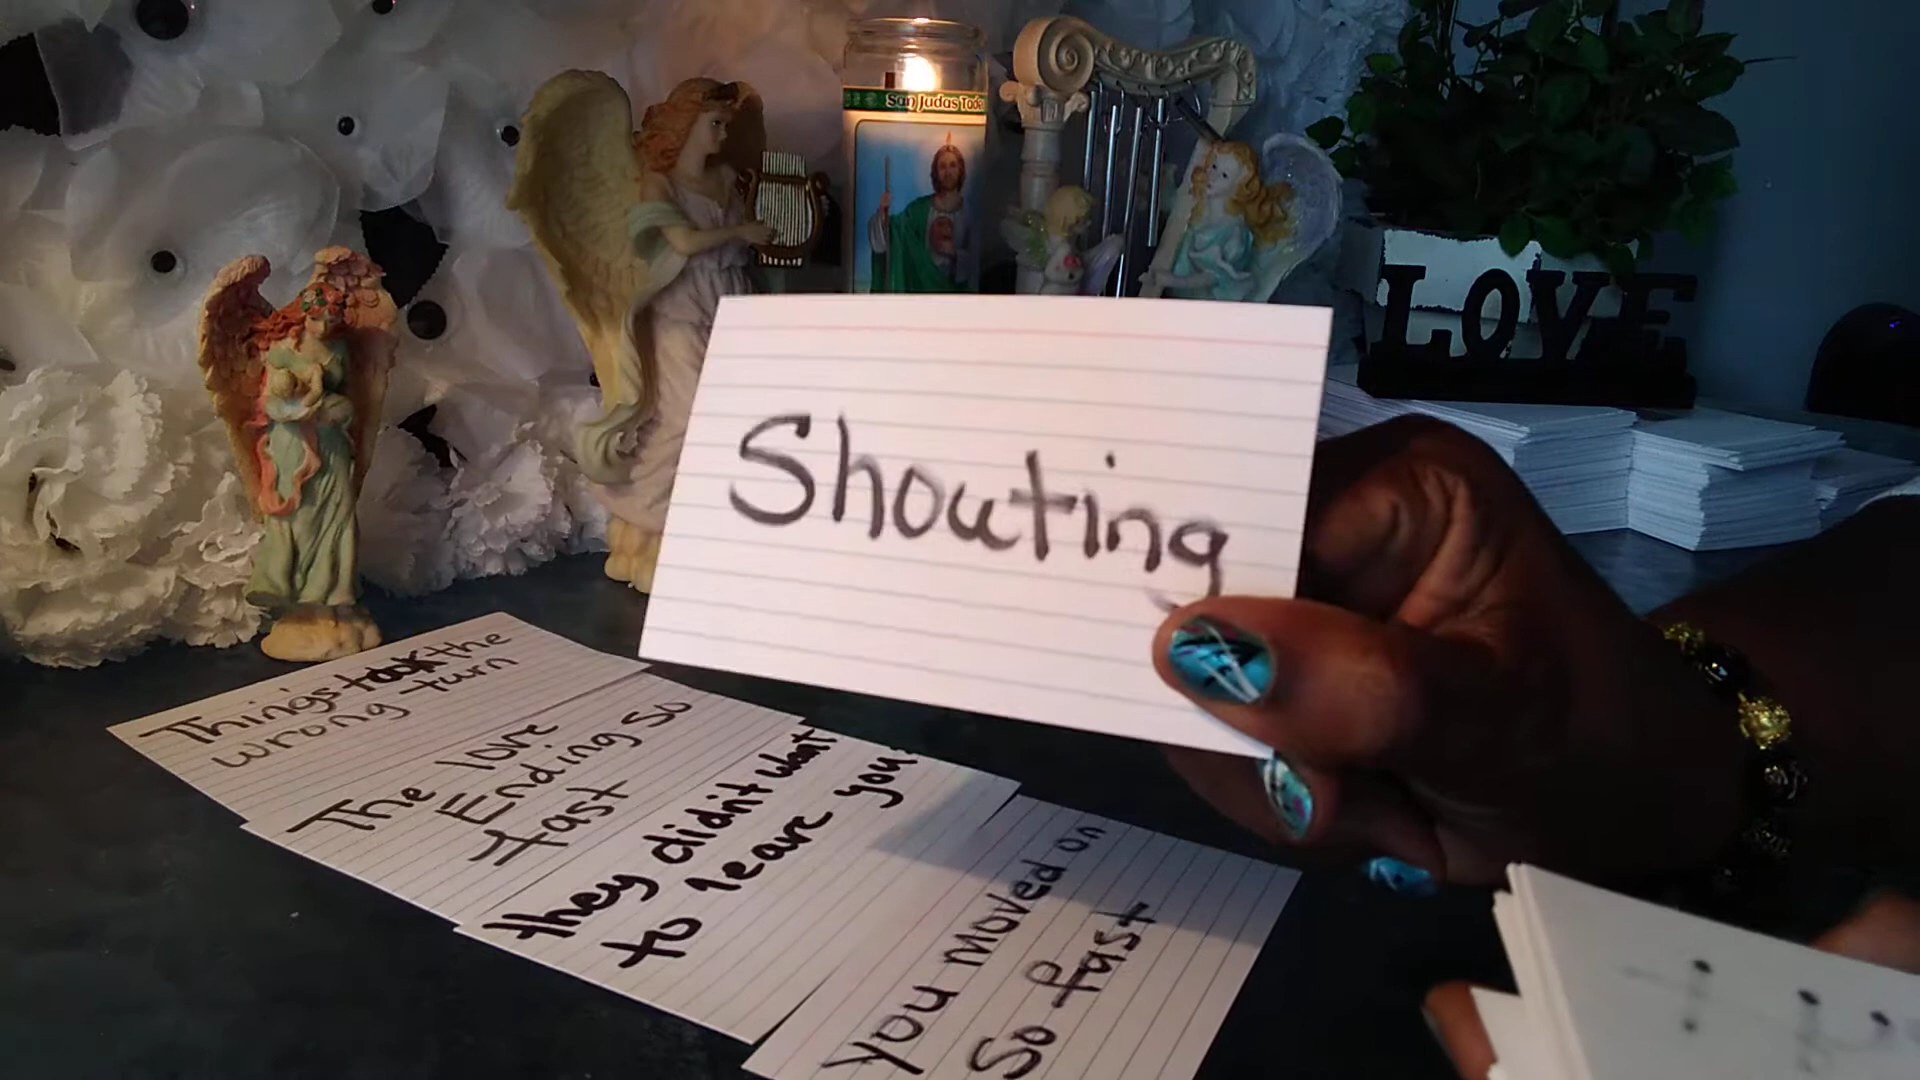 San Judas Tade
LOVE
Shouting
Things took the
wrong turn
The love
Ending so
fast
they didn't want
to leave you
you moved on
So fast